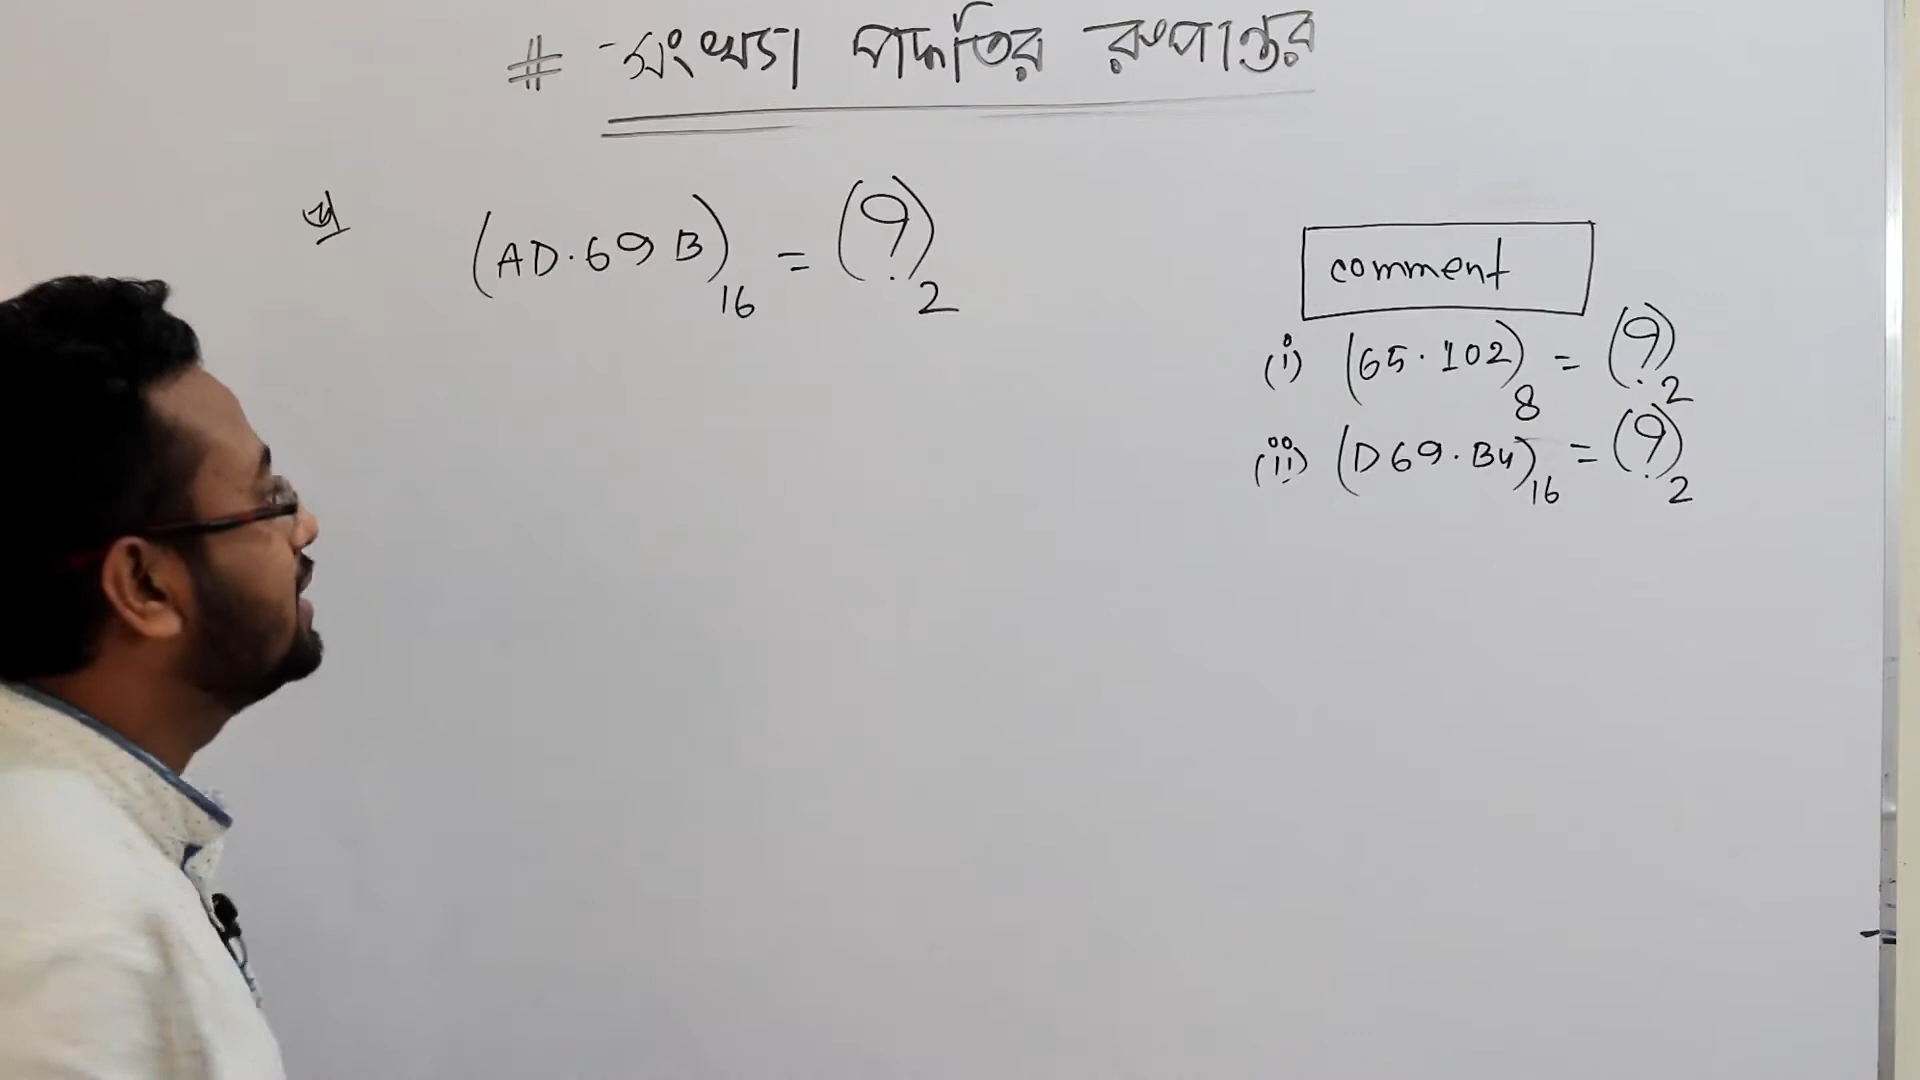 # সংখ্যা পদ্ধতির রুপান্তর
(AD.69B)₁₆ = (?)₂
comment
(i) (65.102)₈ = (?)₂
(ii) (D69.B4)₁₆ = (?)₂